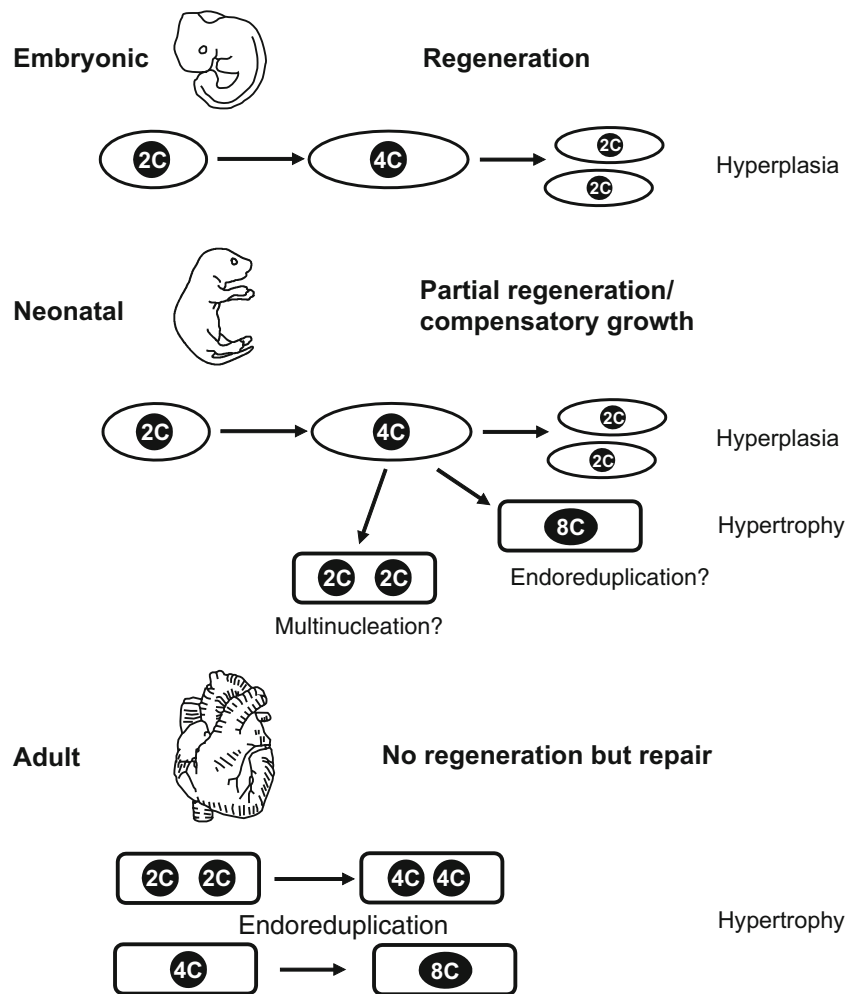 Embryonic
Regeneration
2C
4C
2C
2C
Hyperplasia
Neonatal
Partial regeneration/
compensatory growth
2C
4C
2C
2C
Hyperplasia
8C
Hypertrophy
Endoreduplication?
2C 2C
Multinucleation?
Adult
No regeneration but repair
2C 2C
4C 4C
Endoreduplication
Hypertrophy
4C
8C